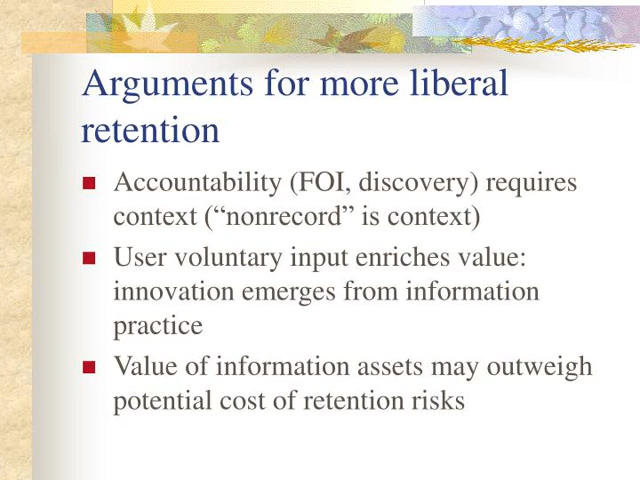 Arguments for more liberal
retention
Accountability (FOI, discovery) requires
context (“nonrecord” is context)
User voluntary input enriches value:
innovation emerges from information
practice
Value of information assets may outweigh
potential cost of retention risks